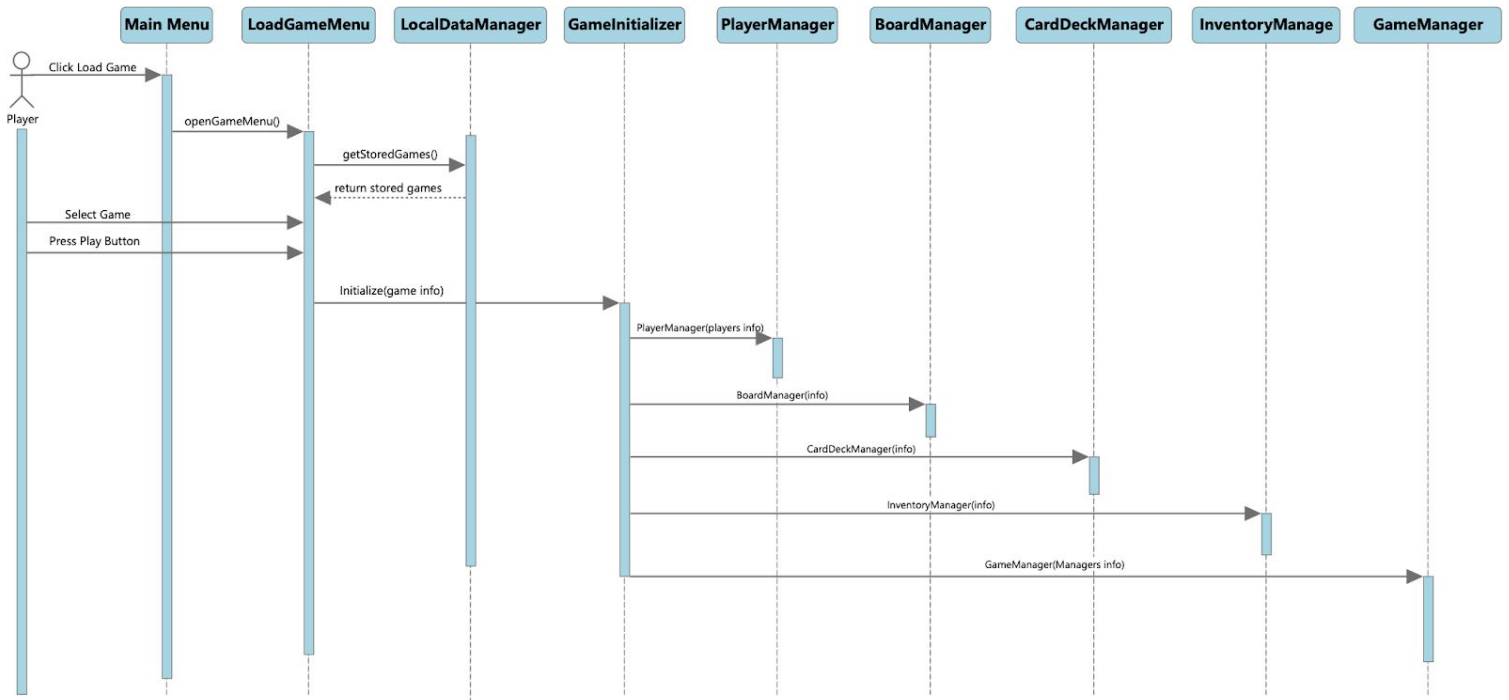 Main Menu
LoadGameMenu
LocalDataManager
GameInitializer
PlayerManager
BoardManager
CardDeckManager
InventoryManage
GameManager
Click Load Game
Player
openGameMenu()
getStoredGames()
return stored games
Select Game
Press Play Button
Initialize(game info)
PlayerManager(players info)
BoardManager(info)
CardDeckManager(info)
InventoryManager(info)
GameManager(Managers info)